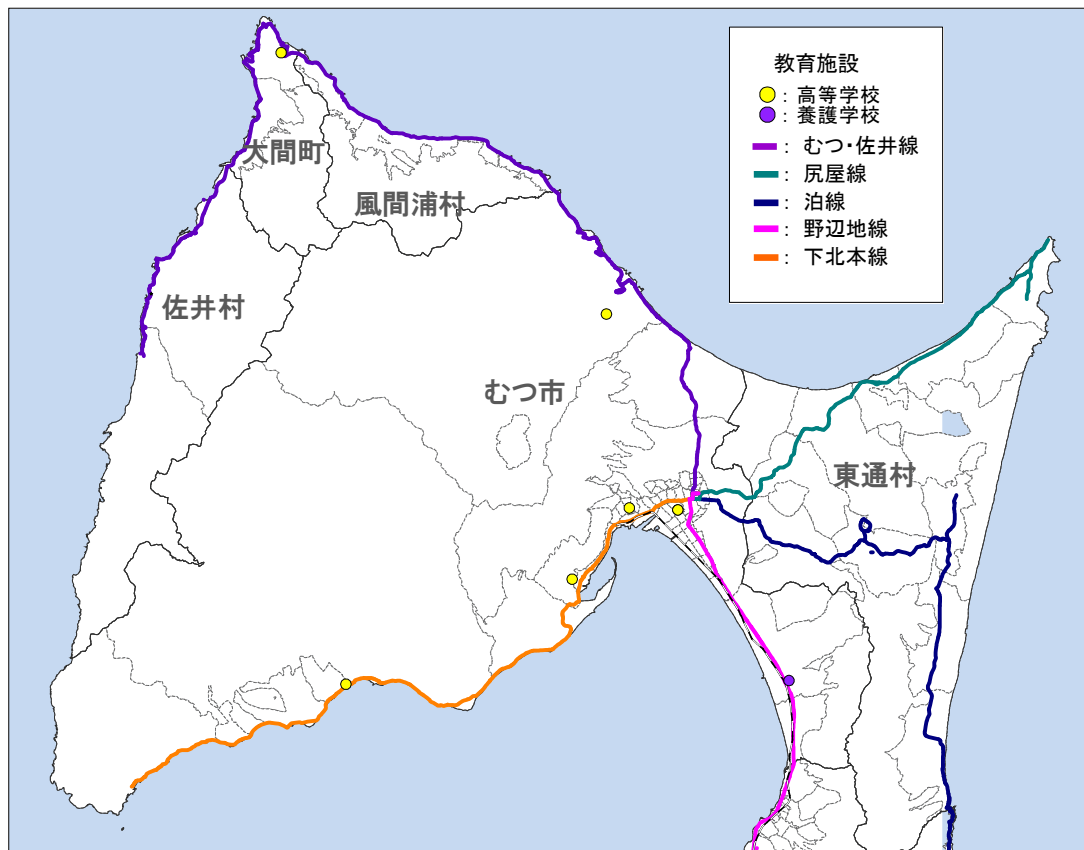 教育施設
：高等学校
：養護学校
：むつ・佐井線
：尻屋線
：泊線
：野辺地線
：下北本線
大間町
風間浦村
佐井村
むつ市
東通村